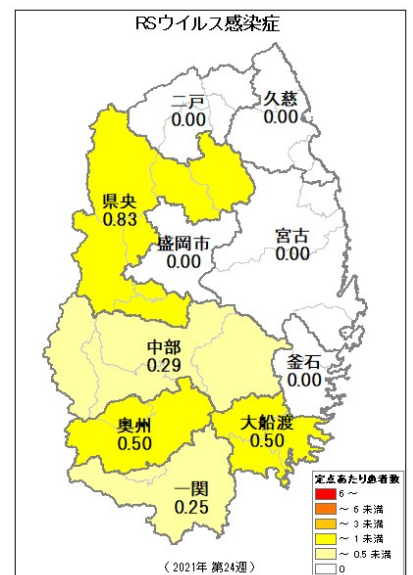 RSウイルス感染症
二戸
0.00
久慈
0.00
県央
0.83
盛岡市
0.00
宮古
0.00
中部
0.29
釜石
0.00
奥州
0.50
大船渡
0.50
一関
0.25
定点あたり患者数
6 ～
～ 6 未満
～ 3 未満
～ 1 未満
～ 0.5 未満
0
（ 2021年 第24週 ）